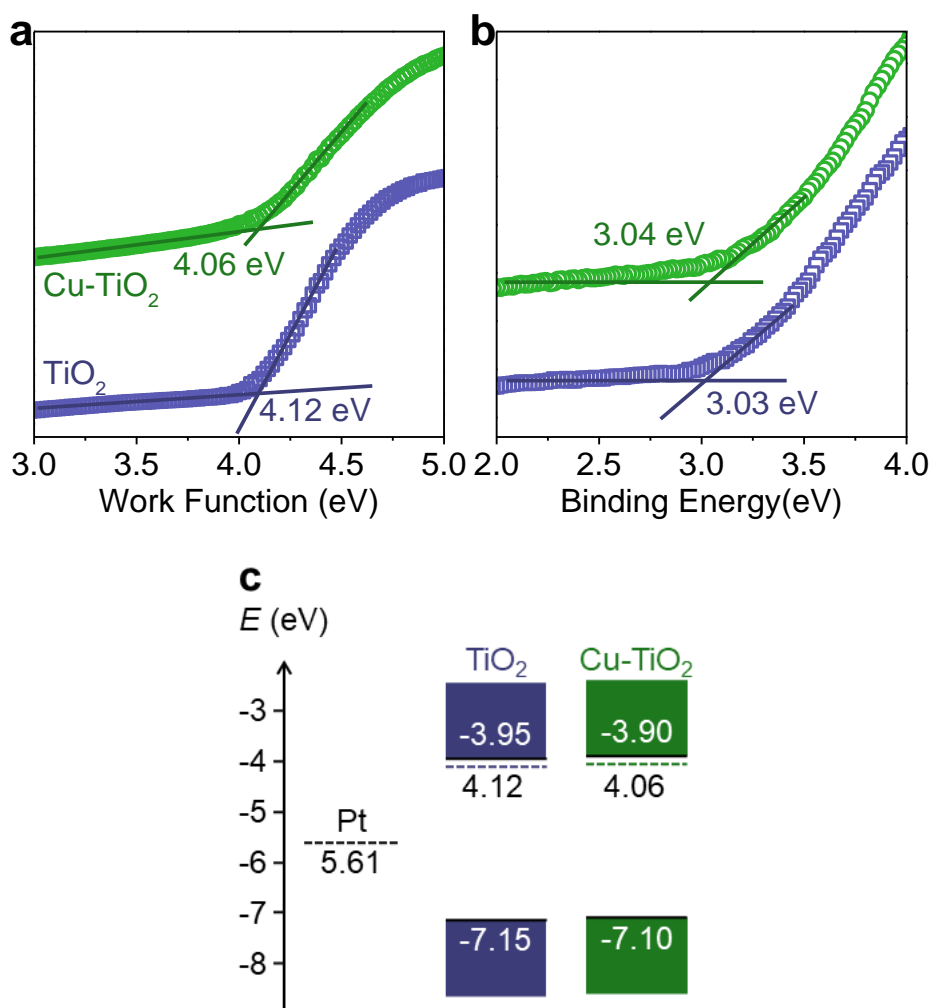 a
4.06 eV
Cu-TiO₂
TiO₂
4.12 eV
3.0 3.5 4.0 4.5 5.0
Work Function (eV)
b
3.04 eV
3.03 eV
2.0 2.5 3.0 3.5 4.0
Binding Energy(eV)
c
E (eV)
TiO₂ Cu-TiO₂
-3
-3.95 -3.90
-4
4.12 4.06
-5
Pt
5.61
-6
-7
-7.15 -7.10
-8